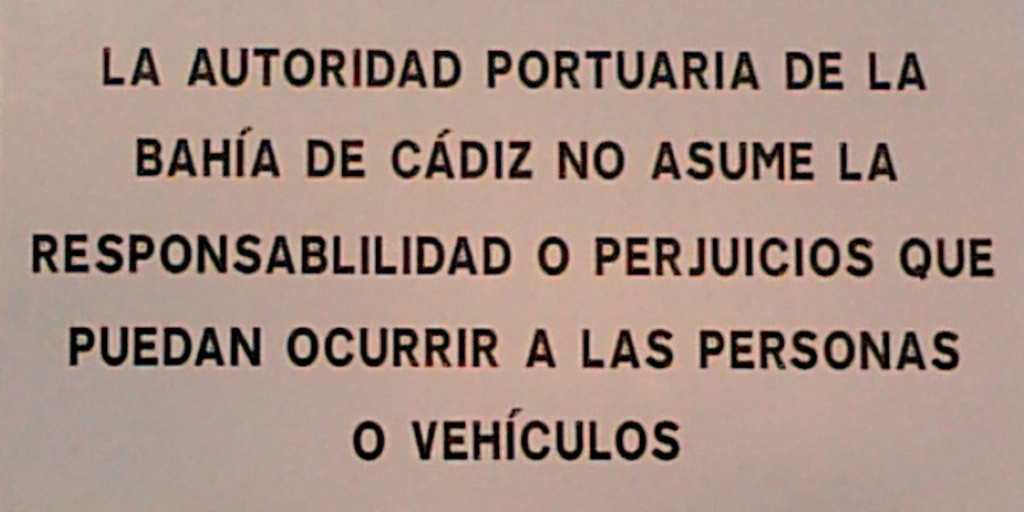 LA AUTORIDAD PORTUARIA DE LA
BAHÍA DE CÁDIZ NO ASUME LA
RESPONSABLILIDAD O PERJUICIOS QUE
PUEDAN OCURRIR A LAS PERSONAS
O VEHÍCULOS